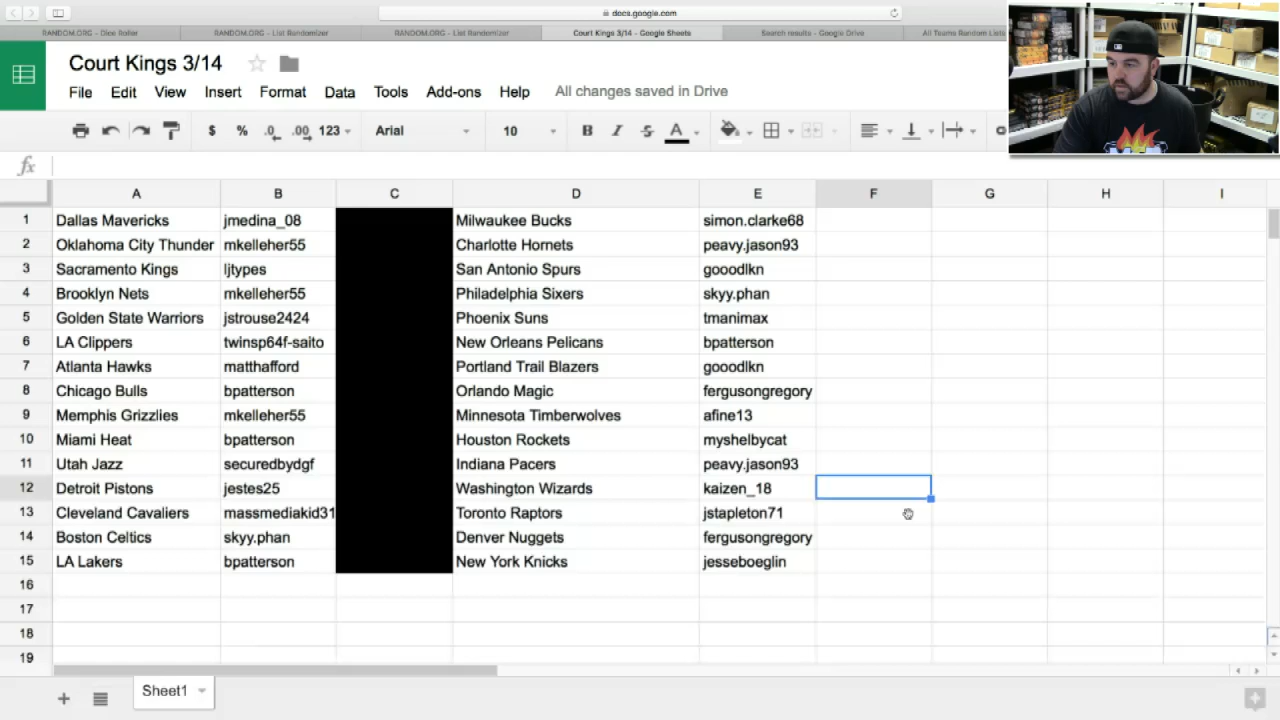 docs.google.com
RANDOM.ORG - Dice Roller
RANDOM.ORG - List Randomizer
RANDOM.ORG - List Randomizer
Court Kings 3/14 - Google Sheets
Search results - Google Drive
All Teams Random Lists
Court Kings 3/14
File Edit View Insert Format Data Tools Add-ons Help All changes saved in Drive
$ % .0 .00 123 Arial 10 B I S A
fx
A B C D E F G H I
1 Dallas Mavericks jmedina_08 Milwaukee Bucks simon.clarke68
2 Oklahoma City Thunder mkelleher55 Charlotte Hornets peavy.jason93
3 Sacramento Kings ljtypes San Antonio Spurs gooodlkn
4 Brooklyn Nets mkelleher55 Philadelphia Sixers skyy.phan
5 Golden State Warriors jstrouse2424 Phoenix Suns tmanimax
6 LA Clippers twinsp64f-saito New Orleans Pelicans bpatterson
7 Atlanta Hawks matthafford Portland Trail Blazers gooodlkn
8 Chicago Bulls bpatterson Orlando Magic fergusongregory
9 Memphis Grizzlies mkelleher55 Minnesota Timberwolves afine13
10 Miami Heat bpatterson Houston Rockets myshelbycat
11 Utah Jazz securedbydgf Indiana Pacers peavy.jason93
12 Detroit Pistons jestes25 Washington Wizards kaizen_18
13 Cleveland Cavaliers massmediakid31 Toronto Raptors jstapleton71
14 Boston Celtics skyy.phan Denver Nuggets fergusongregory
15 LA Lakers bpatterson New York Knicks jesseboeglin
16
17
18
19
Sheet1